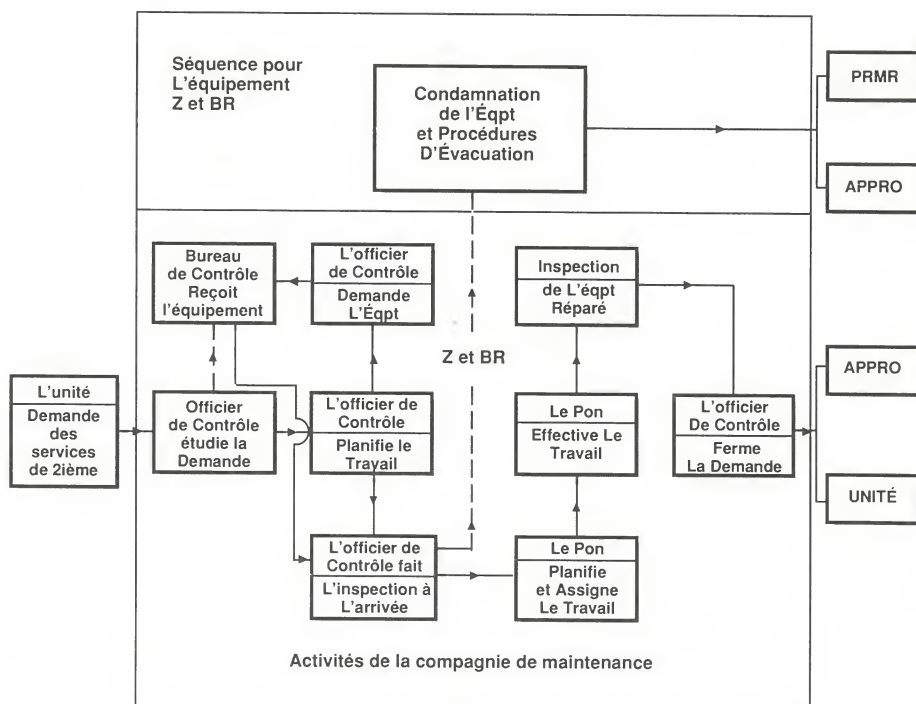 Séquence pour
L'équipement
Z et BR
Condamnation
de l'Éqpt
et Procédures
D'Évacuation
PRMR
APPRO
Bureau
de Contrôle
Reçoit
l'équipement
L'officier
de Contrôle
Demande
L'Éqpt
Inspection
de L'éqpt
Réparé
Z et BR
L'unité
Demande
des
services
de 2ième
Officier
de Contrôle
étudie la
Demande
L'officier de
Contrôle
Planifie le
Travail
Le Pon
Effective Le
Travail
L'officier
De Contrôle
Ferme
La Demande
APPRO
UNITÉ
L'officier de
Contrôle fait
L'inspection à
L'arrivée
Le Pon
Planifie
et Assigne
Le Travail
Activités de la compagnie de maintenance